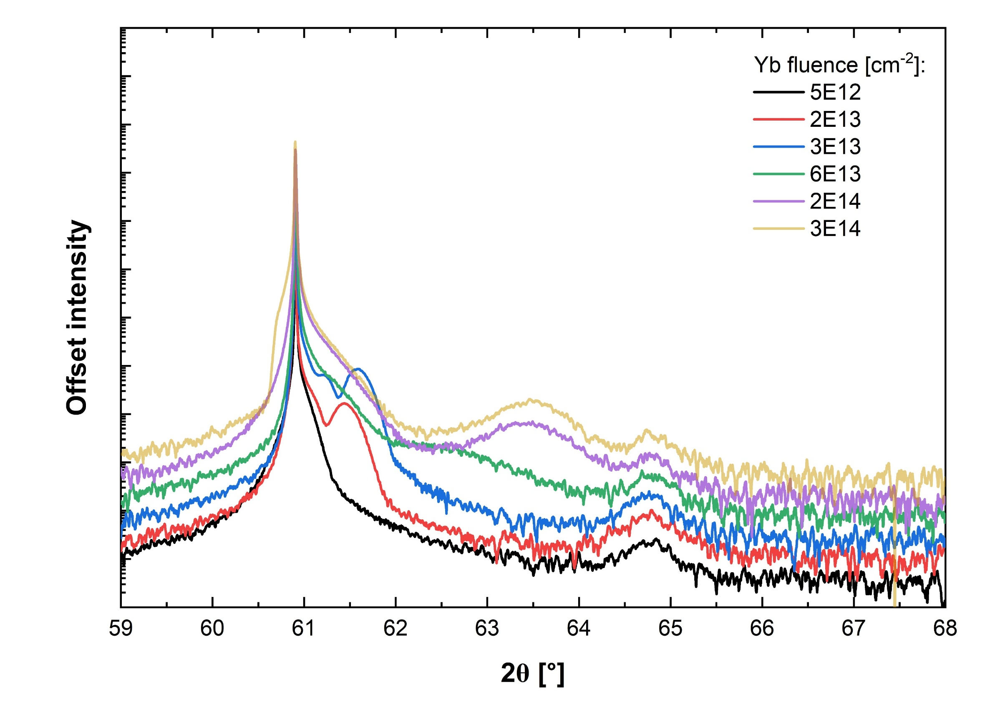 Yb fluence [cm⁻²]:
5E12
2E13
3E13
6E13
2E14
3E14
Offset intensity
59 60 61 62 63 64 65 66 67 68
2θ [°]